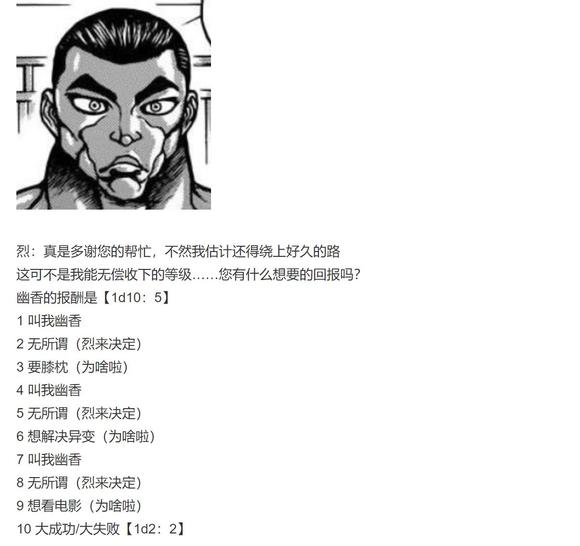 烈：真是多谢您的帮忙，不然我估计还得绕上好久的路
这可不是我能无偿收下的等级……您有什么想要的回报吗？
幽香的报酬是【1d10：5】
1 叫我幽香
2 无所谓（烈来决定）
3 要膝枕（为啥啦）
4 叫我幽香
5 无所谓（烈来决定）
6 想解决异变（为啥啦）
7 叫我幽香
8 无所谓（烈来决定）
9 想看电影（为啥啦）
10 大成功/大失败【1d2：2】